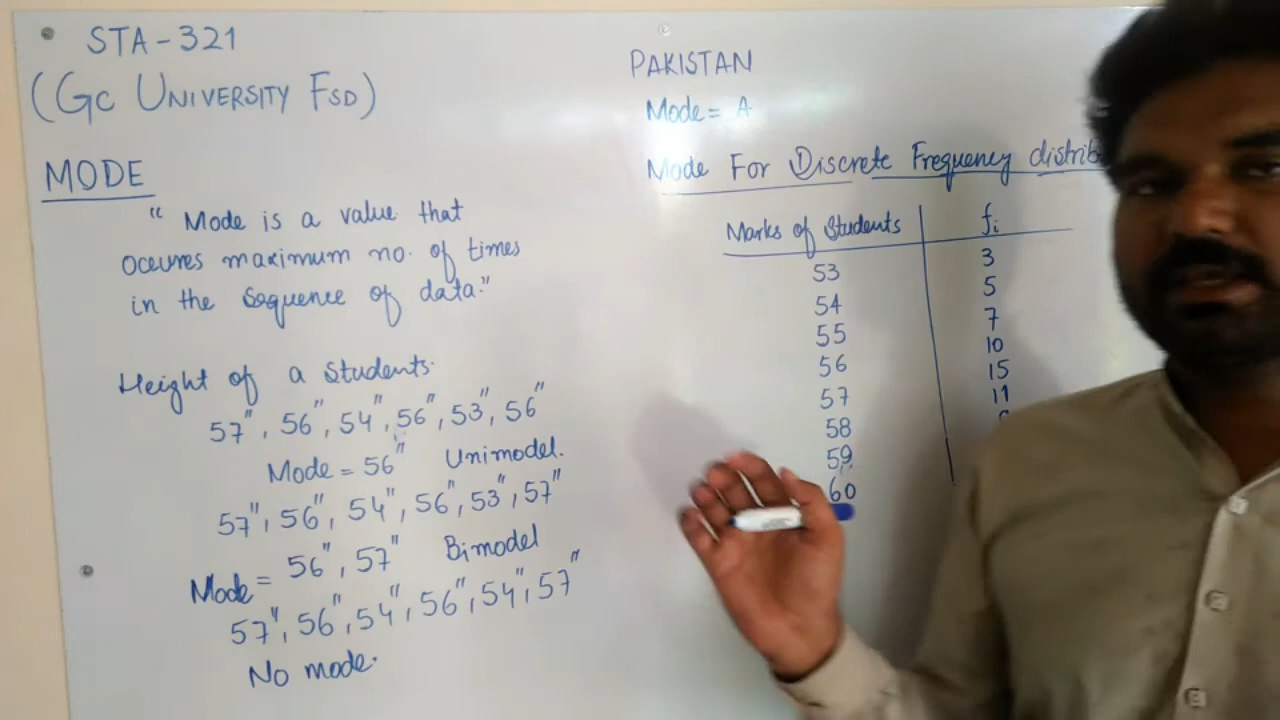 STA-321
(GC UNIVERSITY FSD)
MODE
" Mode is a value that
occures maximum no. of times
in the Sequence of data."
Height of a Students.
57", 56", 54", 56", 53", 56"
Mode = 56" Unimodel.
57", 56", 54", 56", 53", 57"
Mode = 56", 57" Bimodel
57", 56", 54", 56", 54", 57"
No mode.
PAKISTAN
Mode = A
Mode For Discrete Frequency distrib
Marks of Students fi
53 3
54 5
55 7
56 10
57 15
58 11
59
60